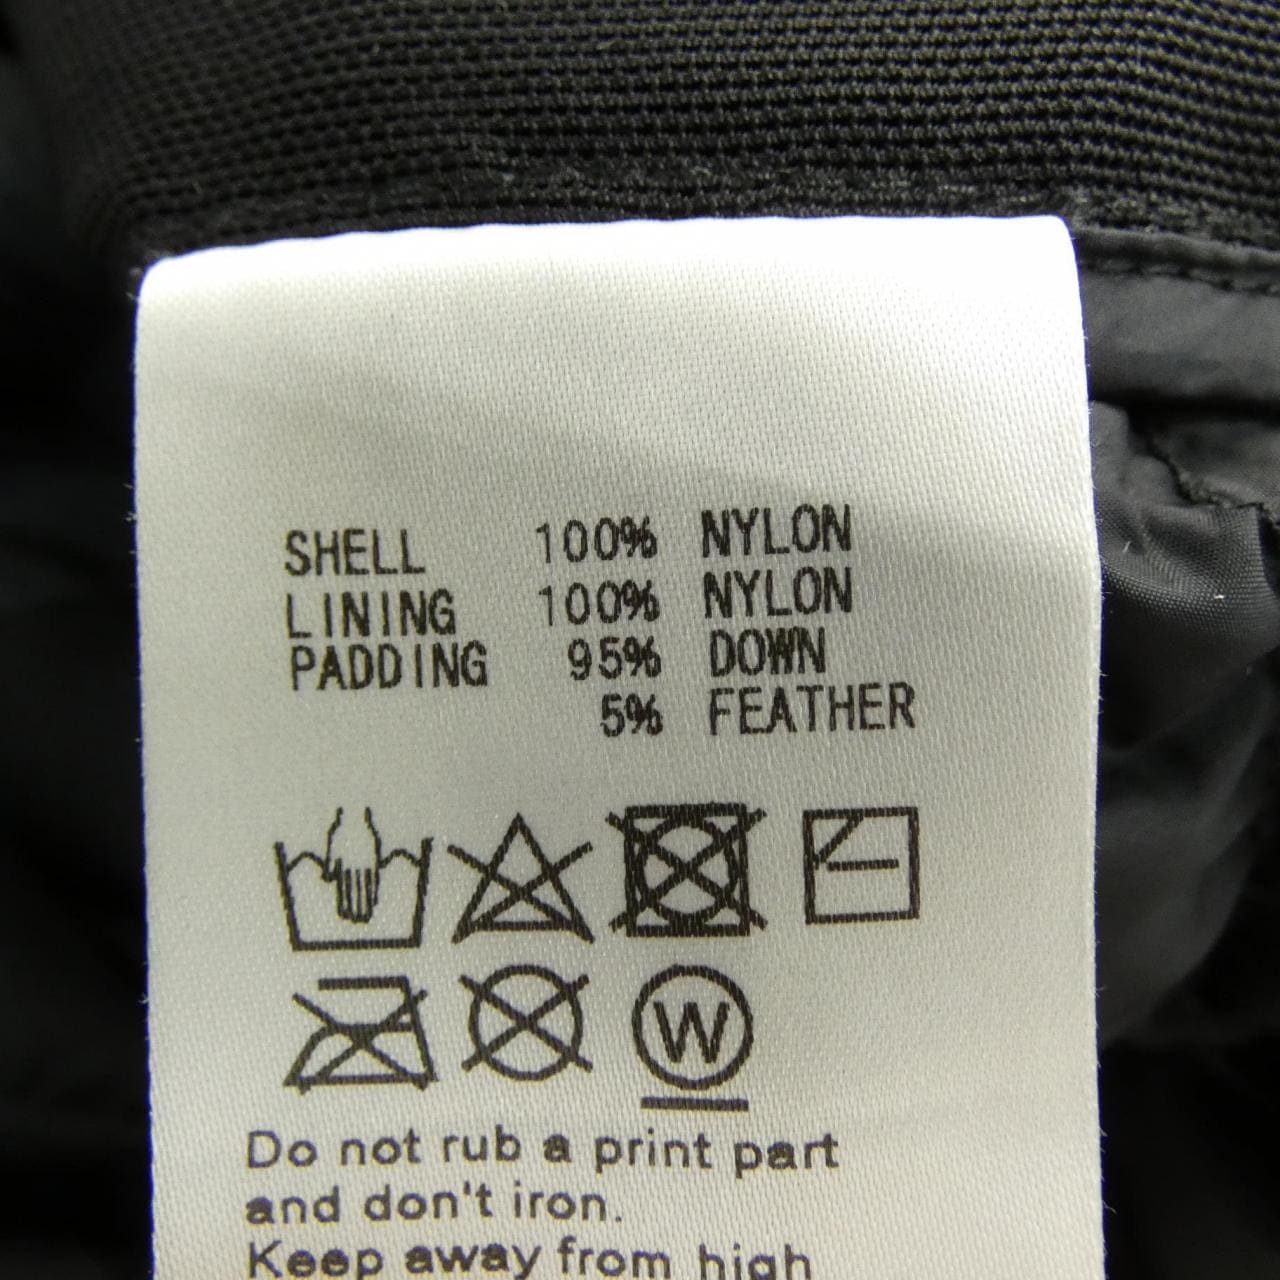 SHELL 100% NYLON
LINING 100% NYLON
PADDING 95% DOWN
5% FEATHER
W
Do not rub a print part
and don't iron.
Keep away from high